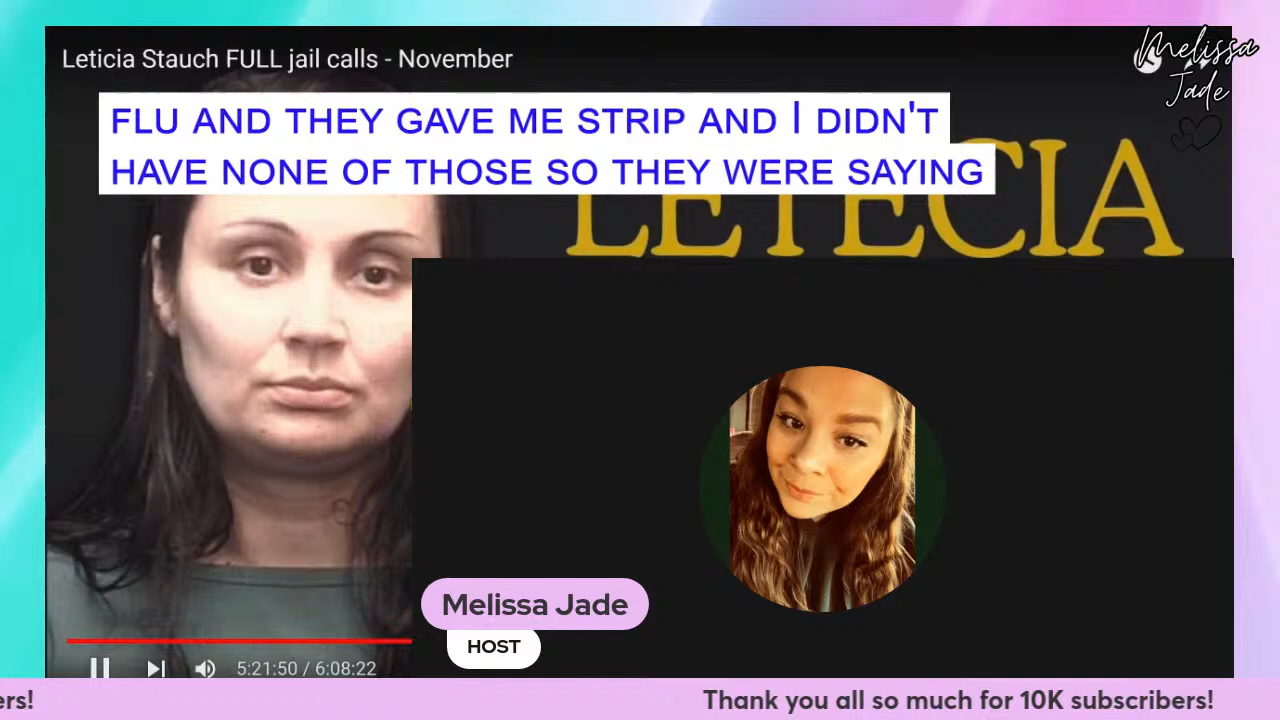 Leticia Stauch FULL jail calls - November
Melissa
Jade
FLU AND THEY GAVE ME STRIP AND I DIDN'T
HAVE NONE OF THOSE SO THEY WERE SAYING
LETECIA
Melissa Jade
HOST
5:21:50 / 6:08:22
ers!
Thank you all so much for 10K subscribers!